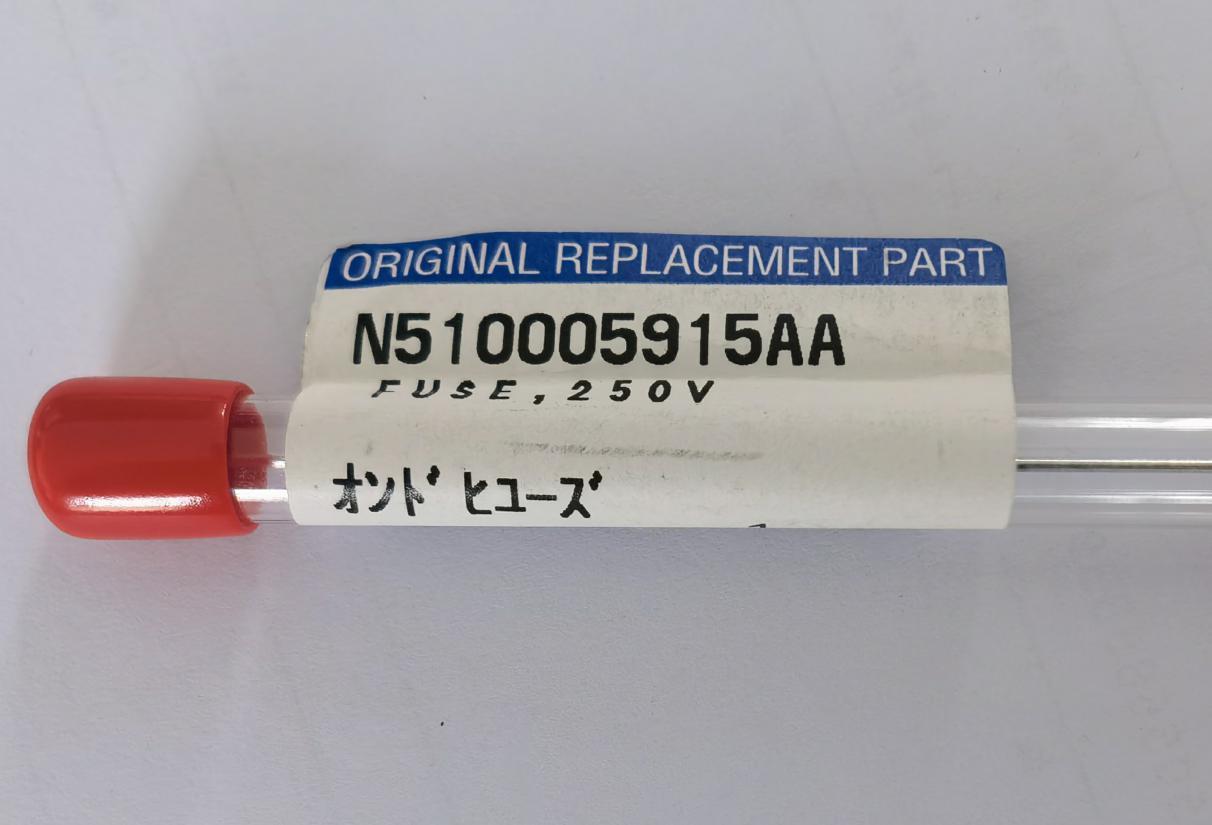 ORIGINAL REPLACEMENT PART
N510005915AA
FUSE, 250V
オンド ヒューズ